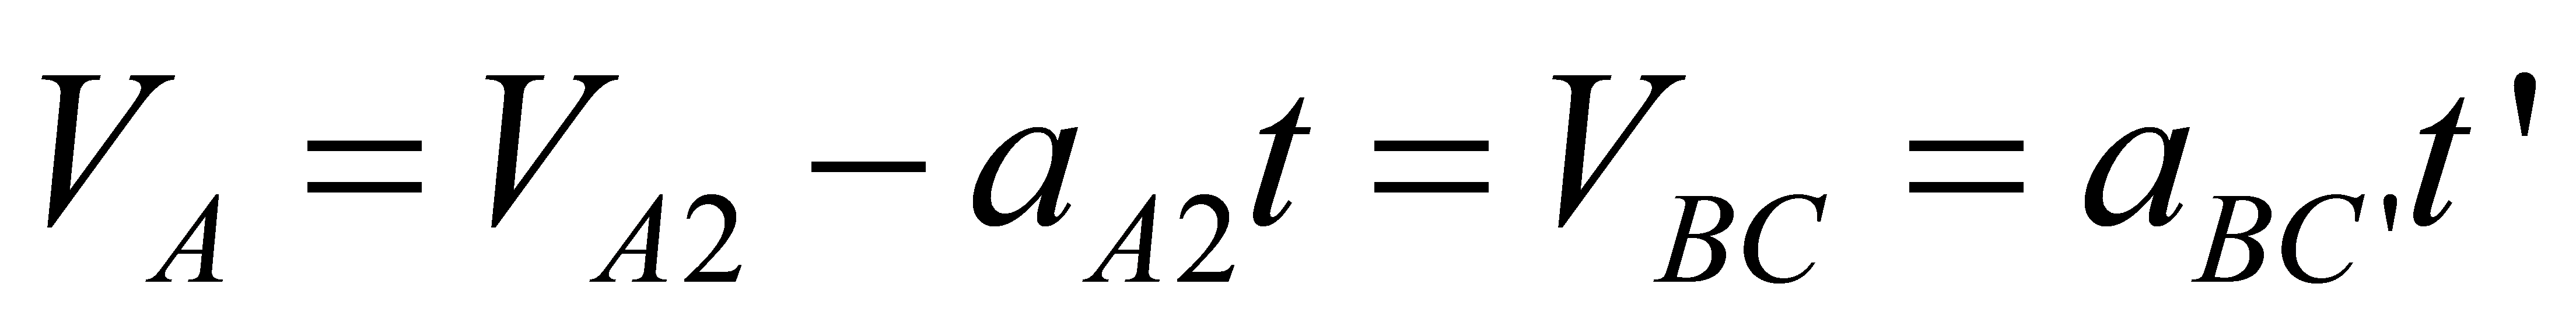 V_A = V_{A2} - a_{A2}t = V_{BC} = a_{BC'}t'